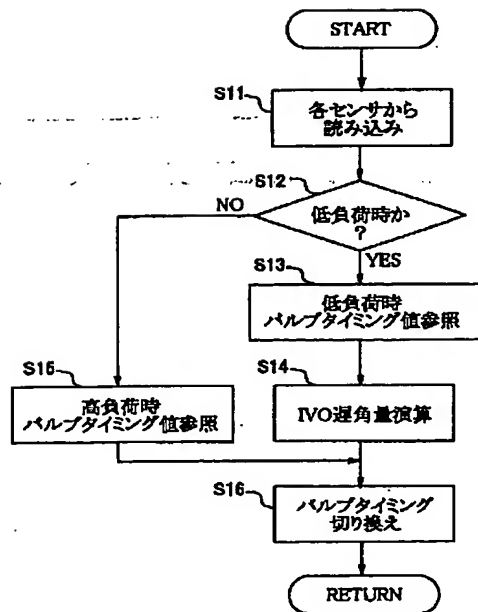 START
S11
各センサから
読み込み
S12
低負荷時か
?
NO
YES
S13
低負荷時
バルブタイミング値参照
S14
IVO遅角量演算
S15
高負荷時
バルブタイミング値参照
S16
バルブタイミング
切り換え
RETURN